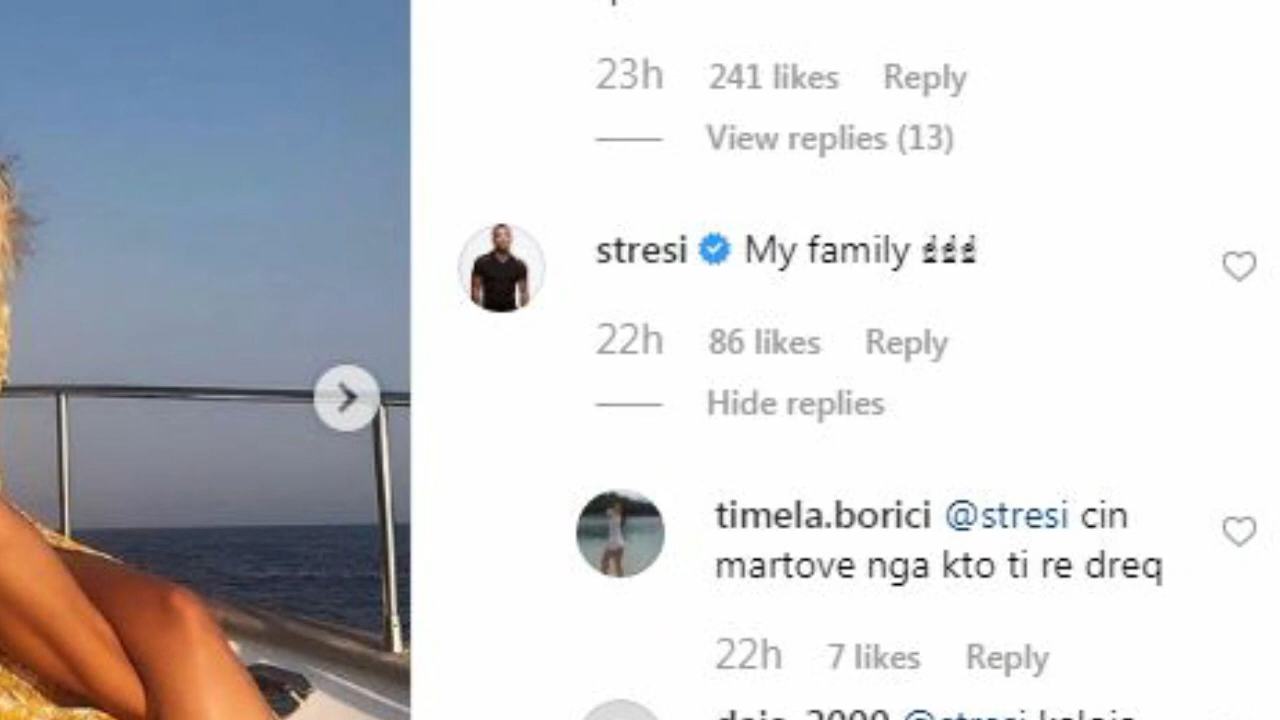 23h 241 likes Reply
View replies (13)
stresi My family ☝☝☝
22h 86 likes Reply
Hide replies
timela.borici @stresi cin
martove nga kto ti re dreq
22h 7 likes Reply
@stresi